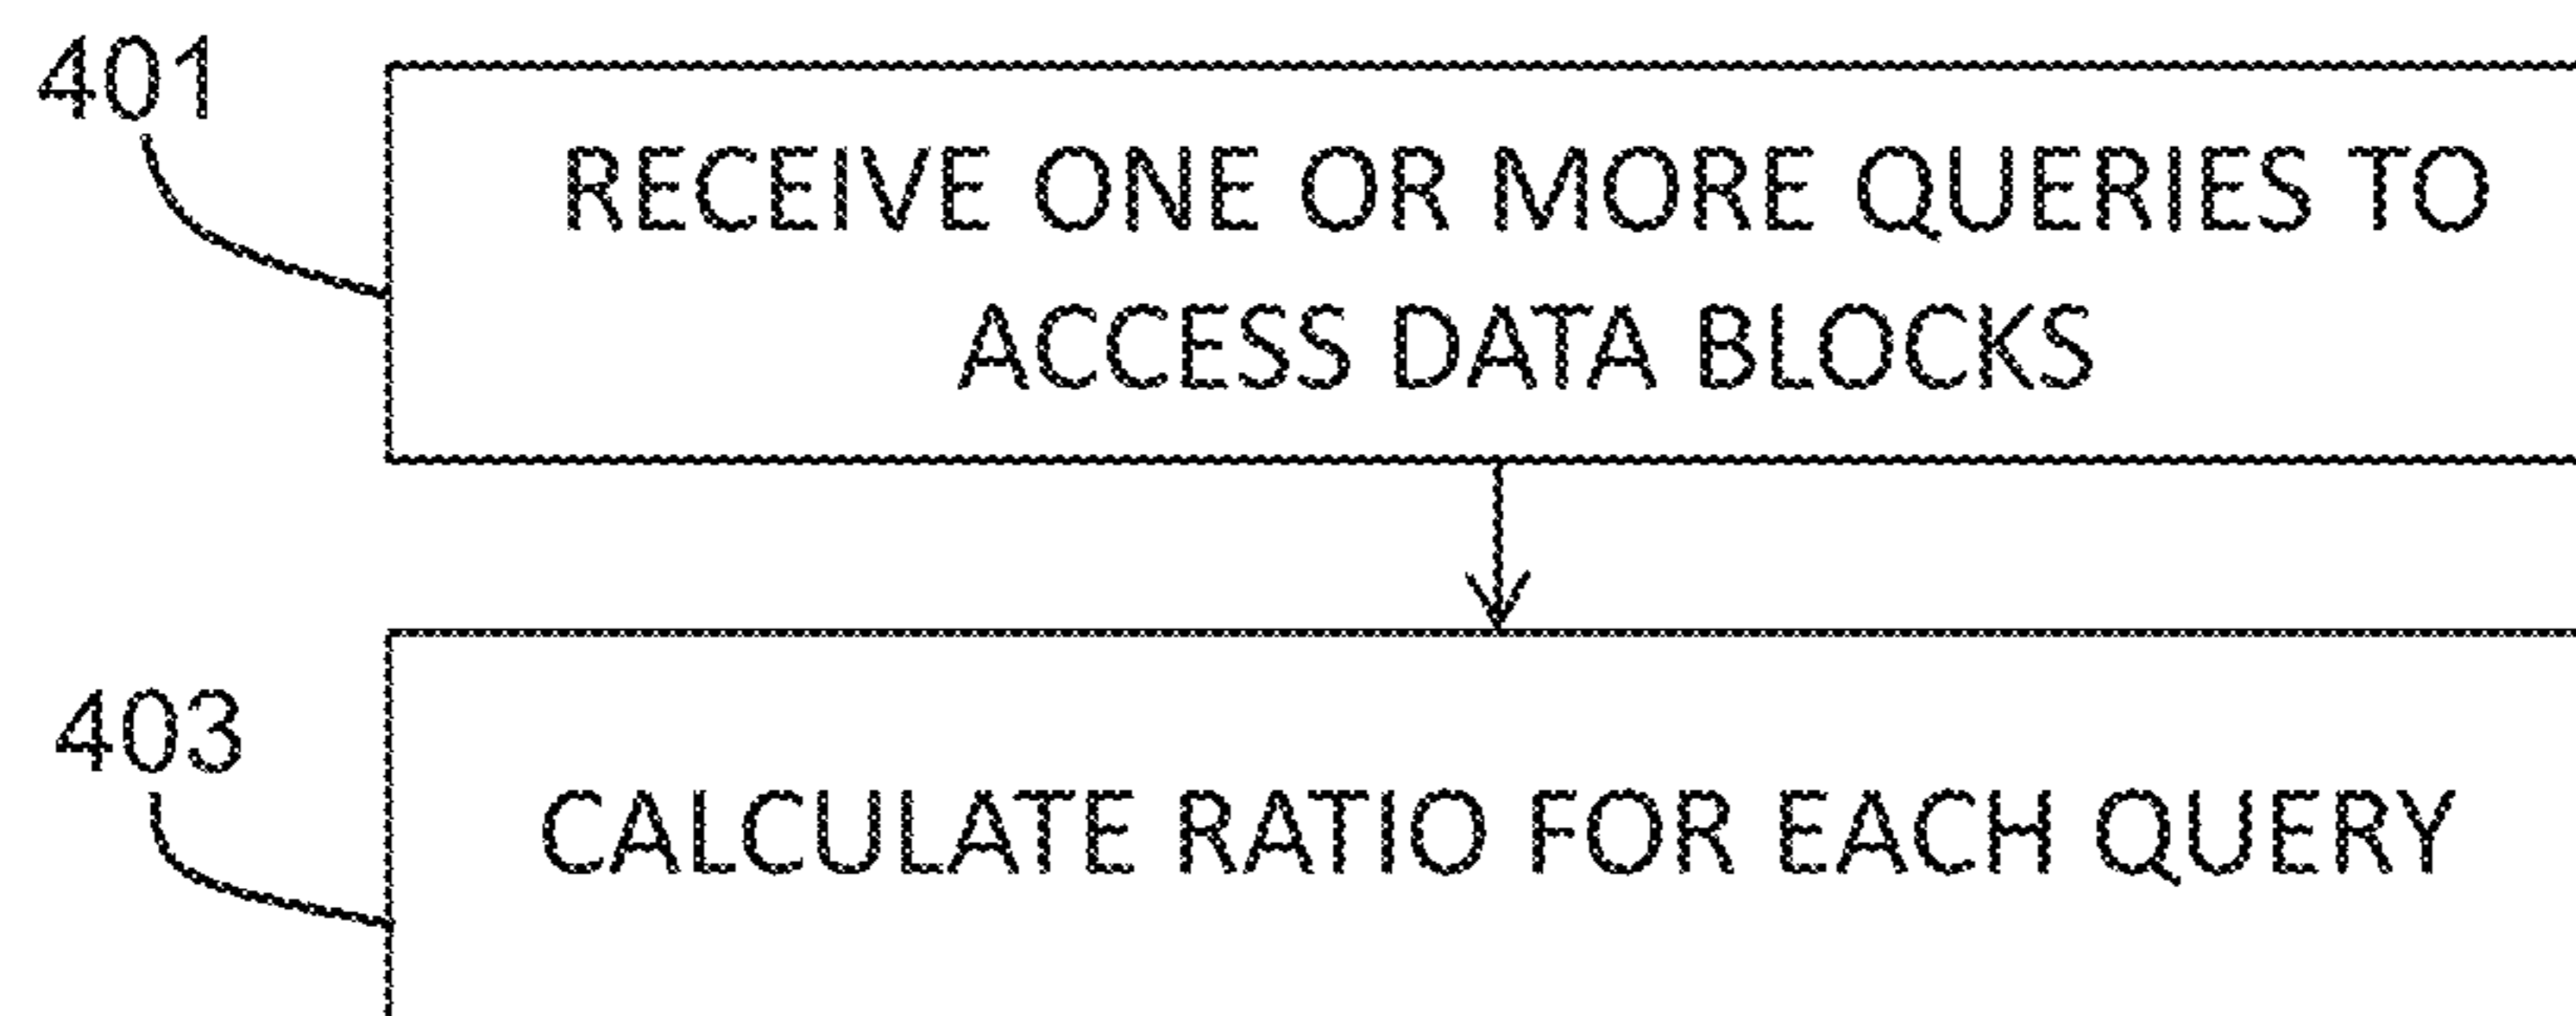 401
RECEIVE ONE OR MORE QUERIES TO
ACCESS DATA BLOCKS
403
CALCULATE RATIO FOR EACH QUERY